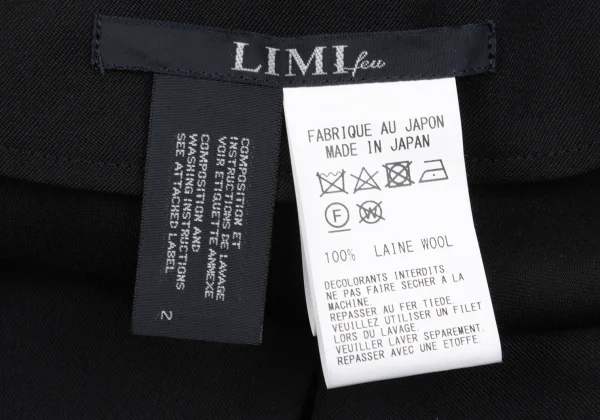 LIMI feu
COMPOSITION ET
INSTRUCTIONS DE LAVAGE
VOIR ETIQUETTE ANNEXE
COMPOSITION AND
WASHING INSTRUCTIONS
SEE ATTACHED LABEL
2
FABRIQUE AU JAPON
MADE IN JAPAN
F
W
100% LAINE WOOL
DECOLORANTS INTERDITS.
NE PAS FAIRE SECHER A LA
MACHINE.
REPASSER AU FER TIEDE.
VEUILLEZ UTILISER UN FILET
LORS DU LAVAGE.
VEUILLEZ LAVER SEPAREMENT.
REPASSER AVEC UNE ETOFFE.